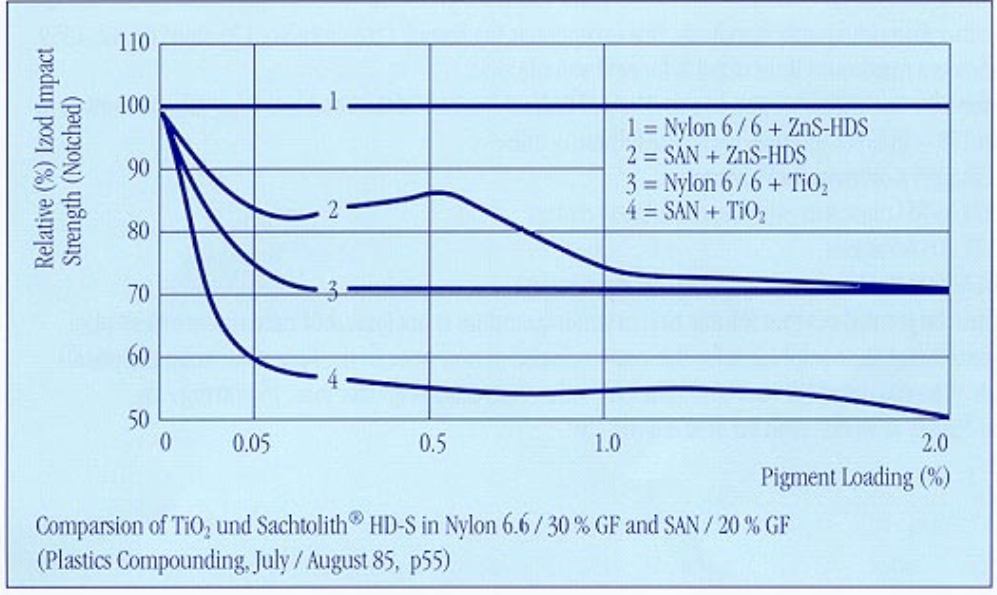 Relative (%) Izod Impact
Strength (Notched)
110
100
90
80
70
60
50
1
2
3
4
1 = Nylon 6 / 6 + ZnS-HDS
2 = SAN + ZnS-HDS
3 = Nylon 6 / 6 + TiO₂
4 = SAN + TiO₂
0 0.05 0.5 1.0 2.0
Pigment Loading (%)
Comparsion of TiO₂ und Sachtolith® HD-S in Nylon 6.6 / 30 % GF and SAN / 20 % GF
(Plastics Compounding, July / August 85, p55)